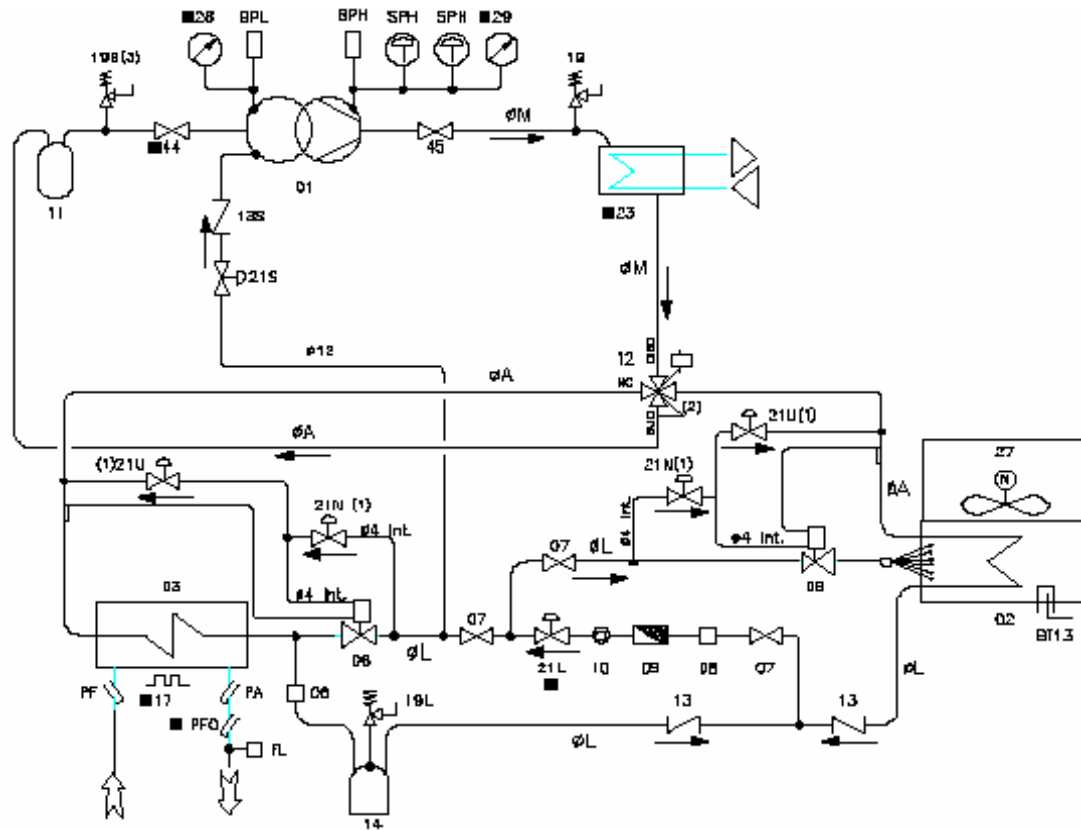 ■28
BPL
BPH
SPH
SPH
■29
19B(3)
19
■44
45
ØM
01
11
■23
13S
D21S
ØM
ø12
12
DISC
NC
ØA
(2)
21U(1)
27
ØA
N
(1)21U
21N(1)
ØA
21N (1)
ø4 Int.
ø4 Int.
07
ØL
ø4 Int.
03
ø4 Int.
08
02
BT13
07
ØL
21L
■
10
09
07
ØL
PF
■17
PA
06
19L
13
13
■ PFO
FL
ØL
14